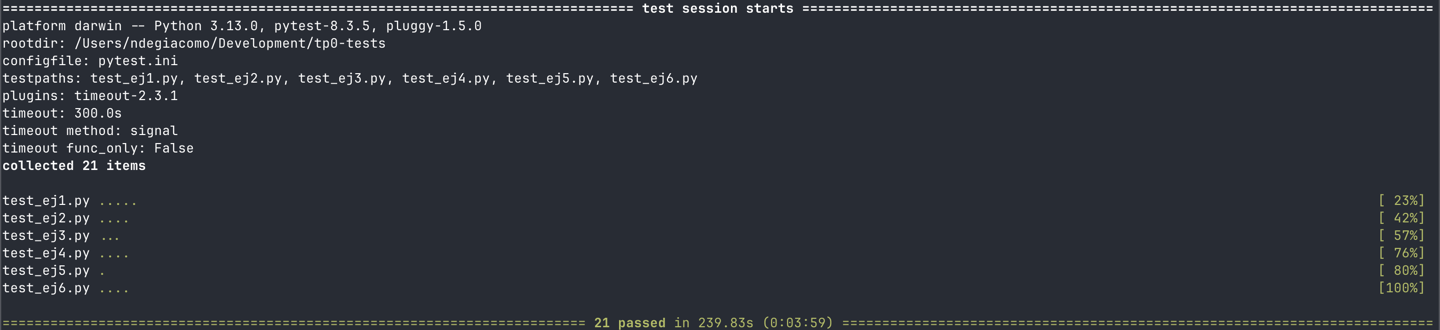 =============================================================================== test session starts ===============================================================================
platform darwin -- Python 3.13.0, pytest-8.3.5, pluggy-1.5.0
rootdir: /Users/ndegiacomo/Development/tp0-tests
configfile: pytest.ini
testpaths: test_ej1.py, test_ej2.py, test_ej3.py, test_ej4.py, test_ej5.py, test_ej6.py
plugins: timeout-2.3.1
timeout: 300.0s
timeout method: signal
timeout func_only: False
collected 21 items
test_ej1.py ..... [ 23%]
test_ej2.py .... [ 42%]
test_ej3.py ... [ 57%]
test_ej4.py .... [ 76%]
test_ej5.py . [ 80%]
test_ej6.py .... [100%]
========================================================================= 21 passed in 239.83s (0:03:59) ==========================================================================